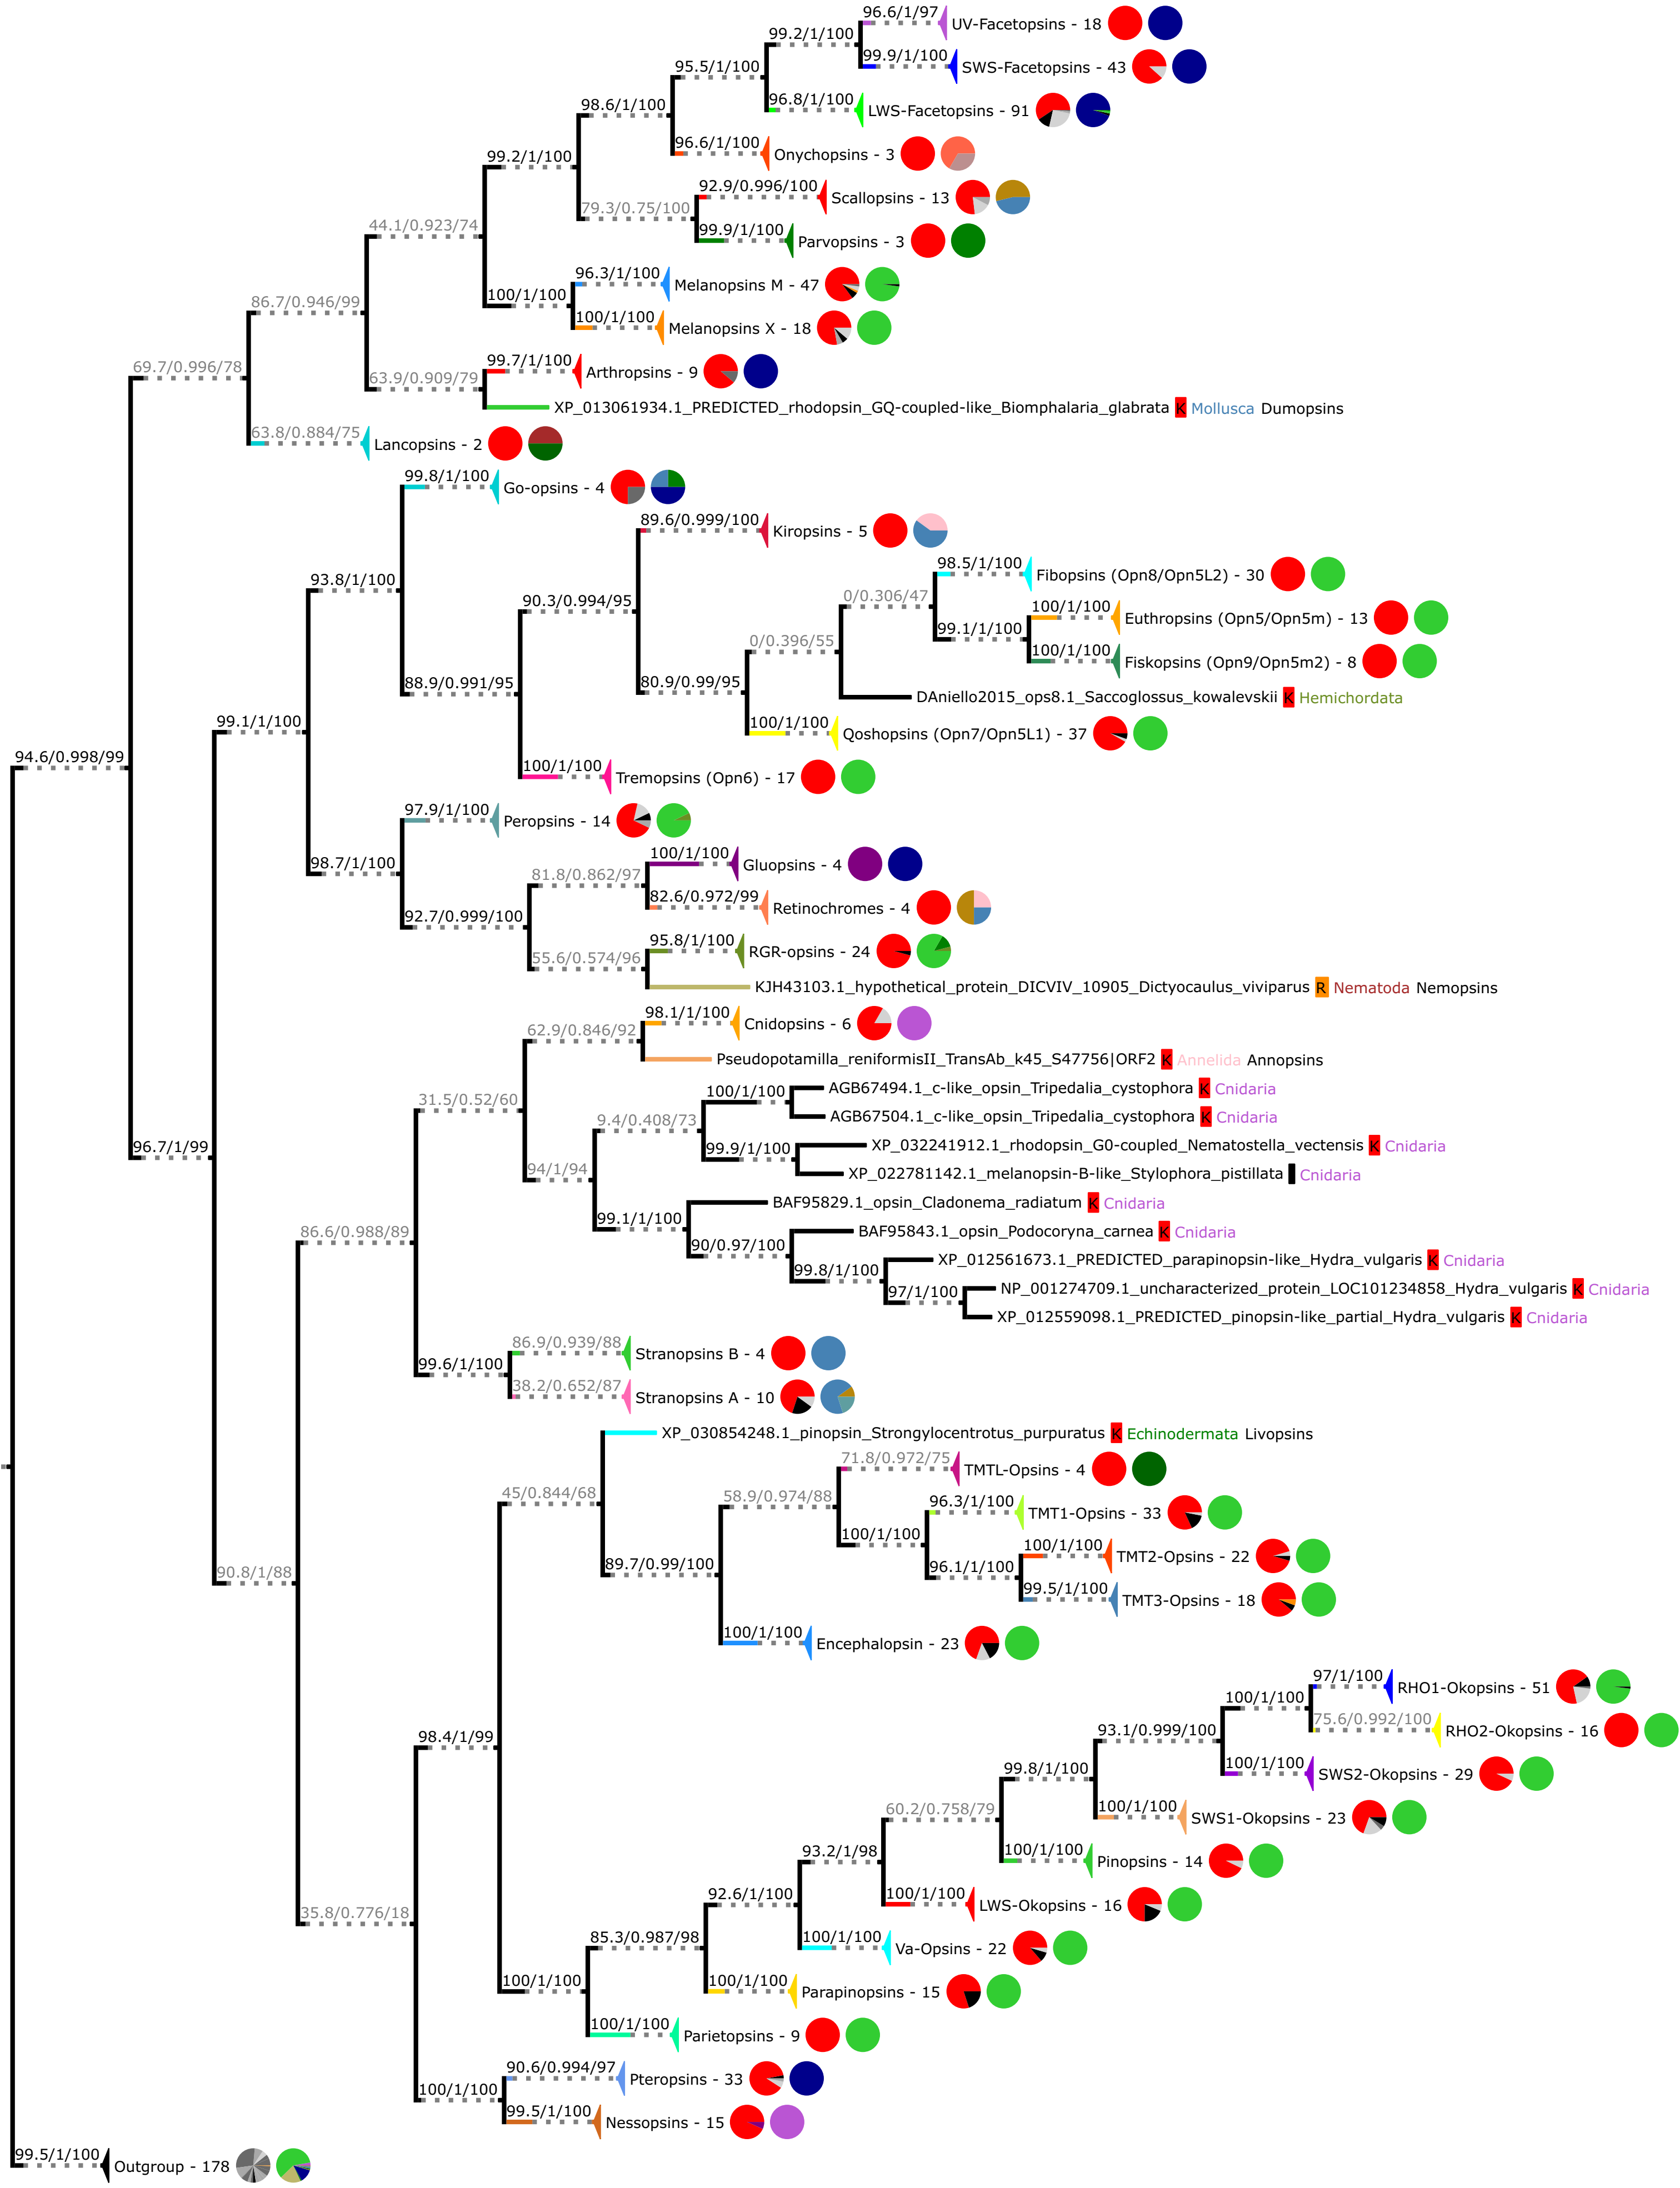 96.6/1/97 UV-Facetopsins - 18
99.2/1/100
99.9/1/100 SWS-Facetopsins - 43
95.5/1/100
96.8/1/100 LWS-Facetopsins - 91
98.6/1/100
96.6/1/100 Onychopsins - 3
99.2/1/100
92.9/0.996/100 Scallopsins - 13
79.3/0.75/100
99.9/1/100 Parvopsins - 3
44.1/0.923/74
96.3/1/100 Melanopsins M - 47
100/1/100
86.7/0.946/99
100/1/100 Melanopsins X - 18
99.7/1/100 Arthropsins - 9
69.7/0.996/78
63.9/0.909/79
XP_013061934.1_PREDICTED_rhodopsin_GQ-coupled-like_Biomphalaria_glabrata K Mollusca Dumopsins
63.8/0.884/75 Lancopsins - 2
99.8/1/100 Go-opsins - 4
89.6/0.999/100 Kiropsins - 5
98.5/1/100 Fibopsins (Opn8/Opn5L2) - 30
93.8/1/100
0/0.306/47
90.3/0.994/95
100/1/100 Euthropsins (Opn5/Opn5m) - 13
99.1/1/100
0/0.396/55
100/1/100 Fiskopsins (Opn9/Opn5m2) - 8
88.9/0.991/95
80.9/0.99/95
DAniello2015_ops8.1_Saccoglossus_kowalevskii K Hemichordata
99.1/1/100
100/1/100 Qoshopsins (Opn7/Opn5L1) - 37
94.6/0.998/99
100/1/100 Tremopsins (Opn6) - 17
97.9/1/100 Peropsins - 14
98.7/1/100
100/1/100 Gluopsins - 4
81.8/0.862/97
82.6/0.972/99 Retinochromes - 4
92.7/0.999/100
95.8/1/100 RGR-opsins - 24
55.6/0.574/96
KJH43103.1_hypothetical_protein_DICVIV_10905_Dictyocaulus_viviparus R Nematoda Nemopsins
98.1/1/100 Cnidopsins - 6
62.9/0.846/92
Pseudopotamilla_reniformisII_TransAb_k45_S47756|ORF2 K Annelida Annopsins
AGB67494.1_c-like_opsin_Tripedalia_cystophora K Cnidaria
100/1/100
31.5/0.52/60
AGB67504.1_c-like_opsin_Tripedalia_cystophora K Cnidaria
9.4/0.408/73
XP_032241912.1_rhodopsin_G0-coupled_Nematostella_vectensis K Cnidaria
96.7/1/99
99.9/1/100
94/1/94
XP_022781142.1_melanopsin-B-like_Stylophora_pistillata Cnidaria
BAF95829.1_opsin_Cladonema_radiatum K Cnidaria
99.1/1/100
86.6/0.988/89
BAF95843.1_opsin_Podocoryna_carnea K Cnidaria
90/0.97/100
XP_012561673.1_PREDICTED_parapinopsin-like_Hydra_vulgaris K Cnidaria
99.8/1/100
NP_001274709.1_uncharacterized_protein_LOC101234858_Hydra_vulgaris K Cnidaria
97/1/100
XP_012559098.1_PREDICTED_pinopsin-like_partial_Hydra_vulgaris K Cnidaria
86.9/0.939/88 Stranopsins B - 4
99.6/1/100
38.2/0.652/87 Stranopsins A - 10
XP_030854248.1_pinopsin_Strongylocentrotus_purpuratus K Echinodermata Livopsins
71.8/0.972/75 TMTL-Opsins - 4
45/0.844/68
58.9/0.974/88
96.3/1/100 TMT1-Opsins - 33
100/1/100
100/1/100 TMT2-Opsins - 22
89.7/0.99/100
96.1/1/100
90.8/1/88
99.5/1/100 TMT3-Opsins - 18
100/1/100 Encephalopsin - 23
97/1/100 RHO1-Okopsins - 51
100/1/100
75.6/0.992/100 RHO2-Okopsins - 16
93.1/0.999/100
98.4/1/99
100/1/100 SWS2-Okopsins - 29
99.8/1/100
100/1/100 SWS1-Okopsins - 23
60.2/0.758/79
93.2/1/98
100/1/100 Pinopsins - 14
92.6/1/100
100/1/100 LWS-Okopsins - 16
35.8/0.776/18
85.3/0.987/98
100/1/100 Va-Opsins - 22
100/1/100
100/1/100 Parapinopsins - 15
100/1/100 Parietopsins - 9
90.6/0.994/97 Pteropsins - 33
100/1/100
99.5/1/100 Nessopsins - 15
99.5/1/100 Outgroup - 178